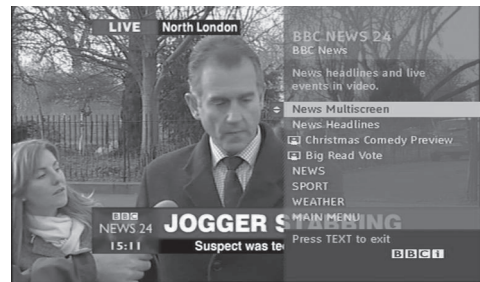 LIVE North London
BBC NEWS 24
BBC News
News headlines and live
events in video.
News Multiscreen
News Headlines
Christmas Comedy Preview
Big Read Vote
NEWS
SPORT
WEATHER
MAIN MENU
Press TEXT to exit
BBCi
BBC
NEWS 24
15:11
JOGGER STABBING
Suspect was